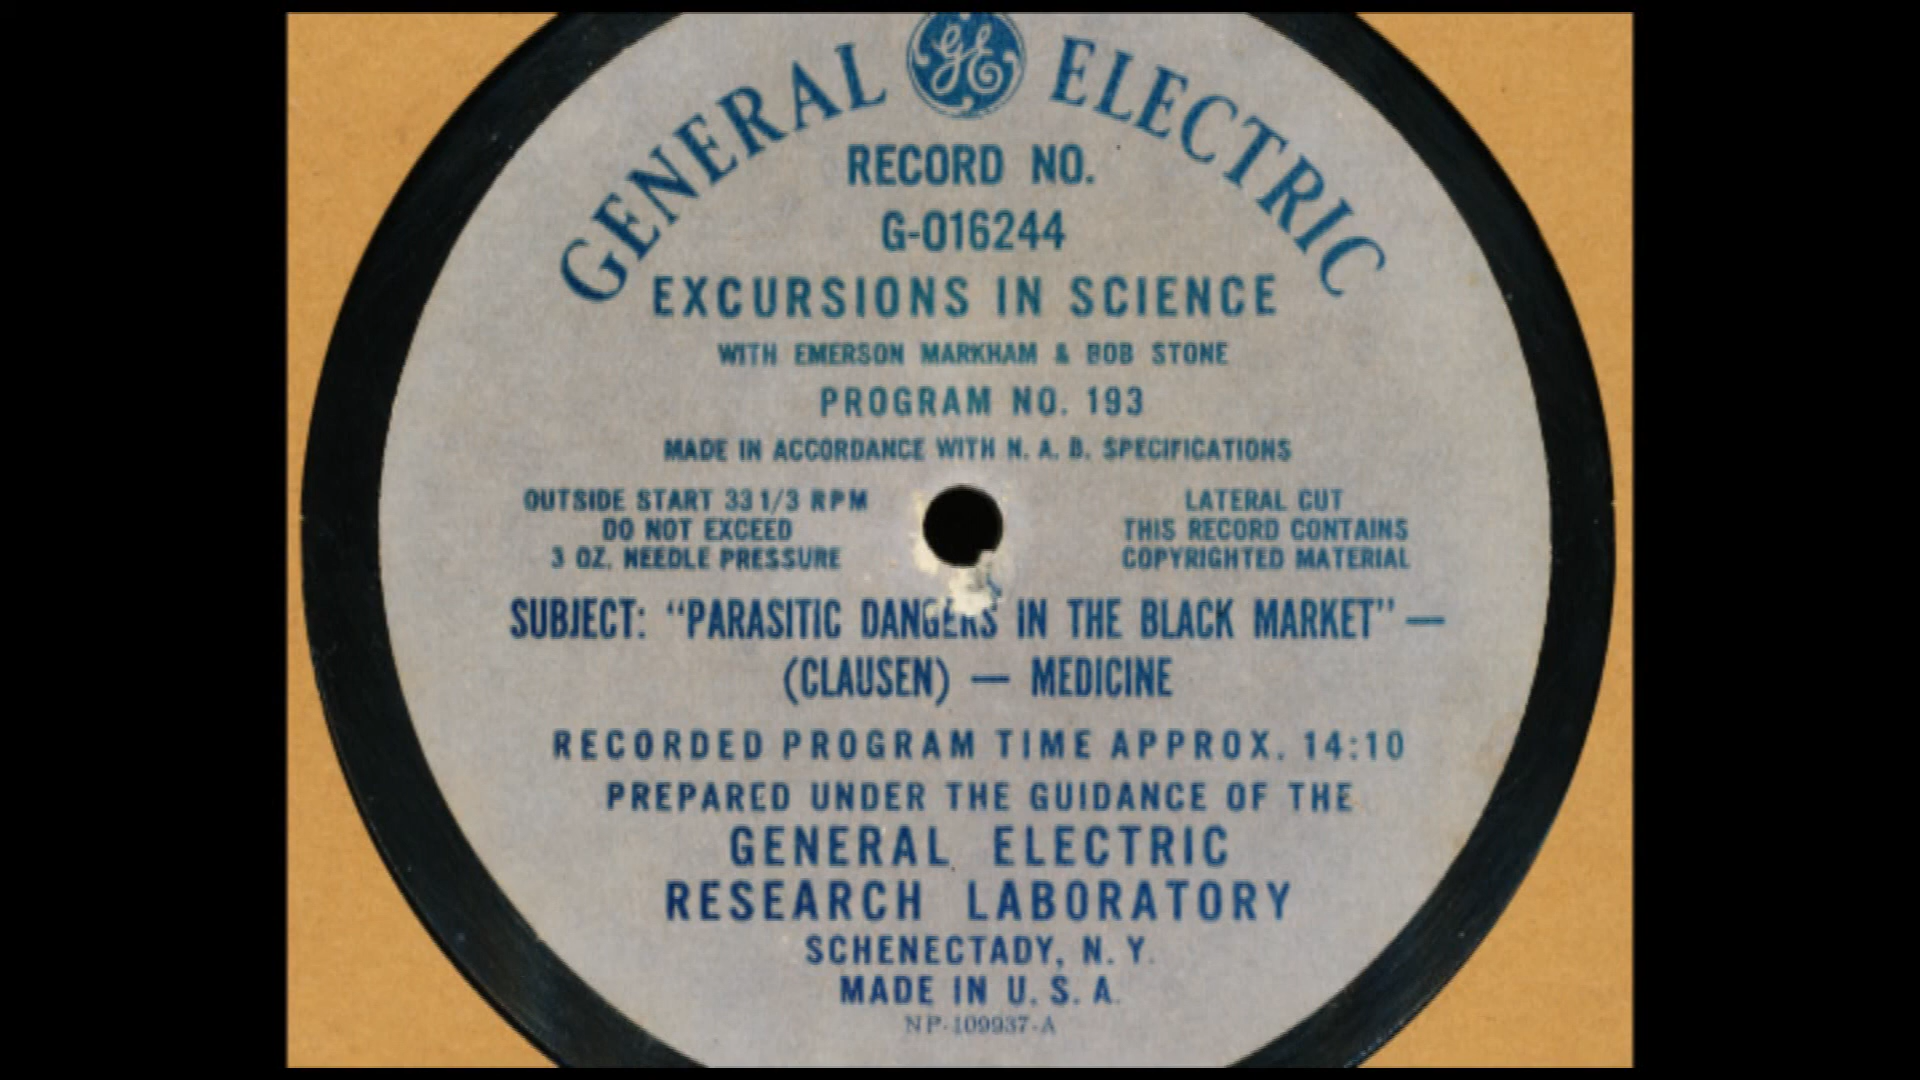 GENERAL GE ELECTRIC
RECORD NO.
G-016244
EXCURSIONS IN SCIENCE
WITH EMERSON MARKHAM & BOB STONE
PROGRAM NO. 193
MADE IN ACCORDANCE WITH N. A. B. SPECIFICATIONS
OUTSIDE START 33 1/3 RPM
DO NOT EXCEED
3 OZ. NEEDLE PRESSURE
LATERAL CUT
THIS RECORD CONTAINS
COPYRIGHTED MATERIAL
SUBJECT: "PARASITIC DANGERS IN THE BLACK MARKET" —
(CLAUSEN) — MEDICINE
RECORDED PROGRAM TIME APPROX. 14:10
PREPARED UNDER THE GUIDANCE OF THE
GENERAL ELECTRIC
RESEARCH LABORATORY
SCHENECTADY, N. Y.
MADE IN U. S. A.
NP-109937-A